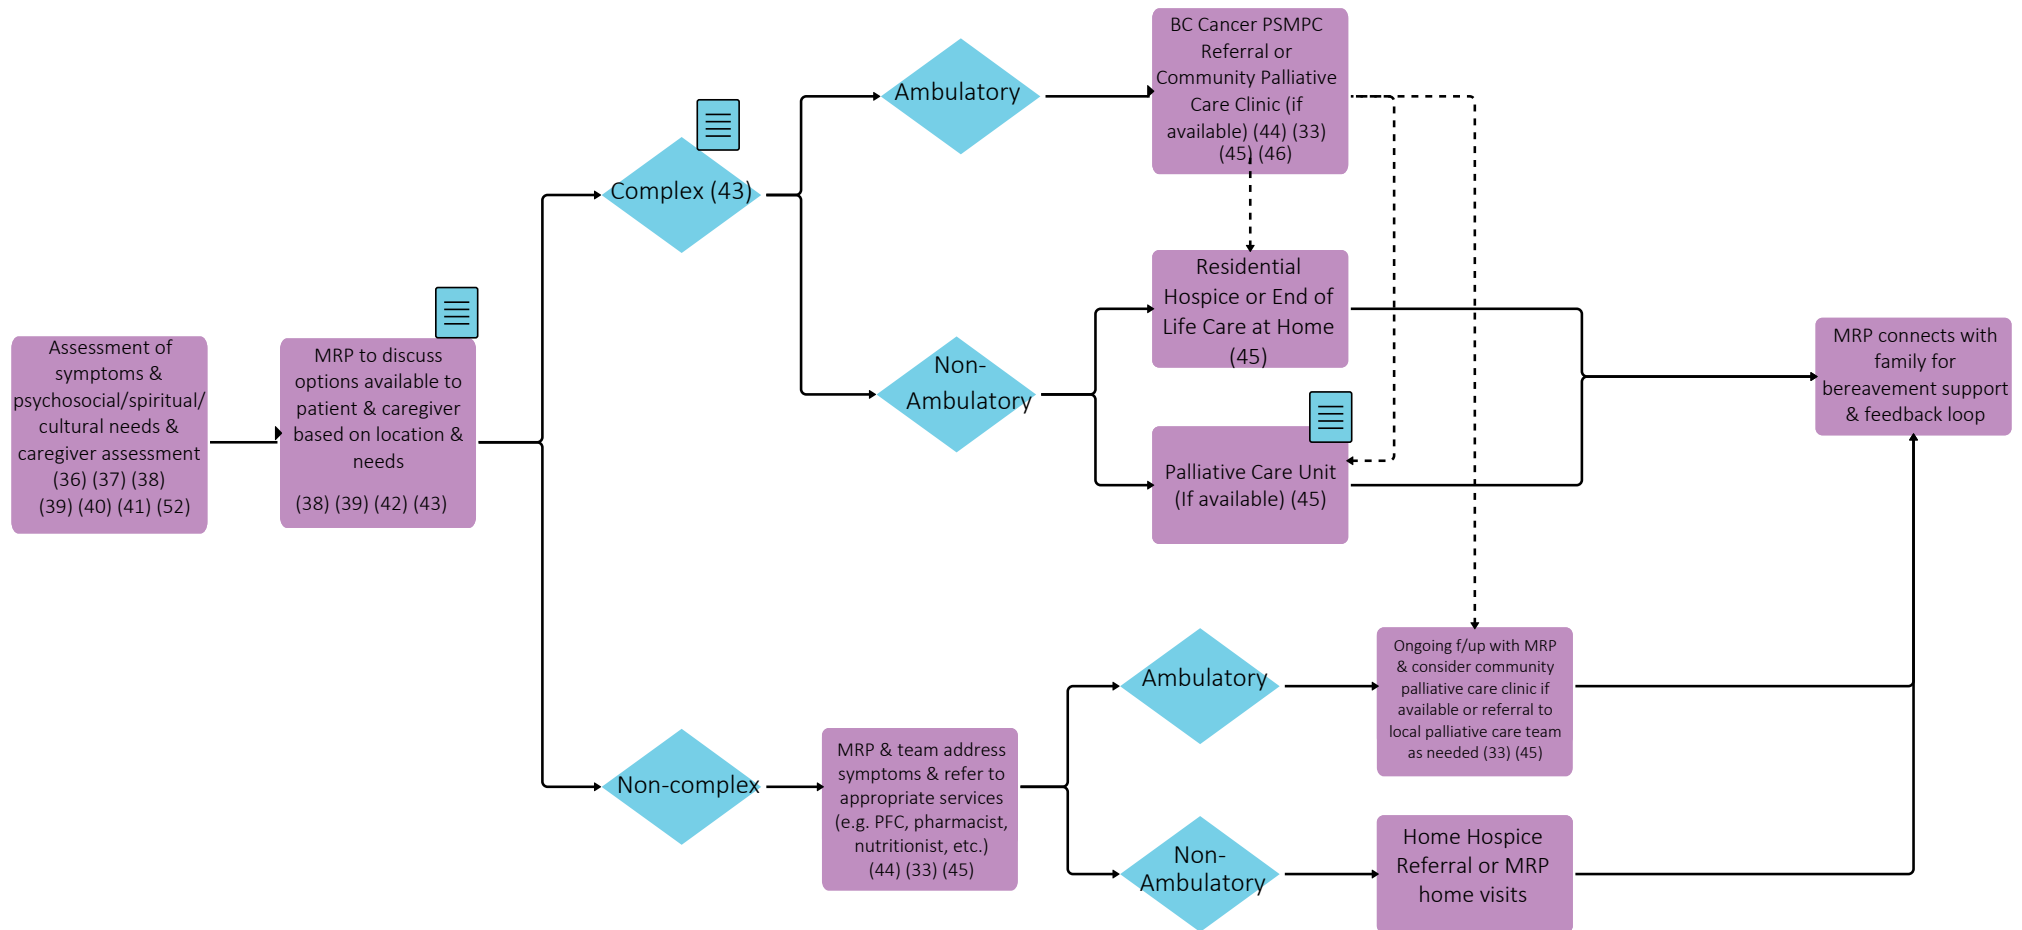 Assessment of
symptoms &
psychosocial/spiritual/
cultural needs &
caregiver assessment
(36) (37) (38)
(39) (40) (41) (52)
MRP to discuss
options available to
patient & caregiver
based on location &
needs
(38) (39) (42) (43)
Complex (43)
Ambulatory
BC Cancer PSMPC
Referral or
Community Palliative
Care Clinic (if
available) (44) (33)
(45) (46)
Non-
Ambulatory
Residential
Hospice or End of
Life Care at Home
(45)
Palliative Care Unit
(If available) (45)
MRP connects with
family for
bereavement support
& feedback loop
Non-complex
MRP & team address
symptoms & refer to
appropriate services
(e.g. PFC, pharmacist,
nutritionist, etc.)
(44) (33) (45)
Ambulatory
Ongoing f/up with MRP
& consider community
palliative care clinic if
available or referral to
local palliative care team
as needed (33) (45)
Non-
Ambulatory
Home Hospice
Referral or MRP
home visits